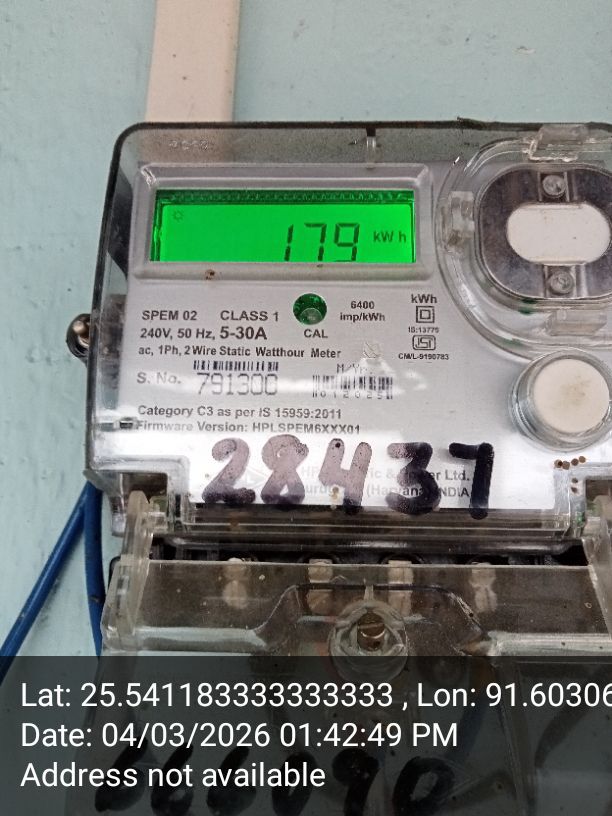 179 kWh
SPEM 02 CLASS 1 6400 imp/kWh kWh
240V, 50 Hz, 5-30A CAL IS:13779
ac, 1Ph, 2 Wire Static Watthour Meter CM/L-9190783
S. No. 791300
Category C3 as per IS 15959:2011
Firmware Version: HPLSPEM6XXX01
28437
(Haryana) INDIA
Lat: 25.541183333333333 , Lon: 91.60306
Date: 04/03/2026 01:42:49 PM
Address not available